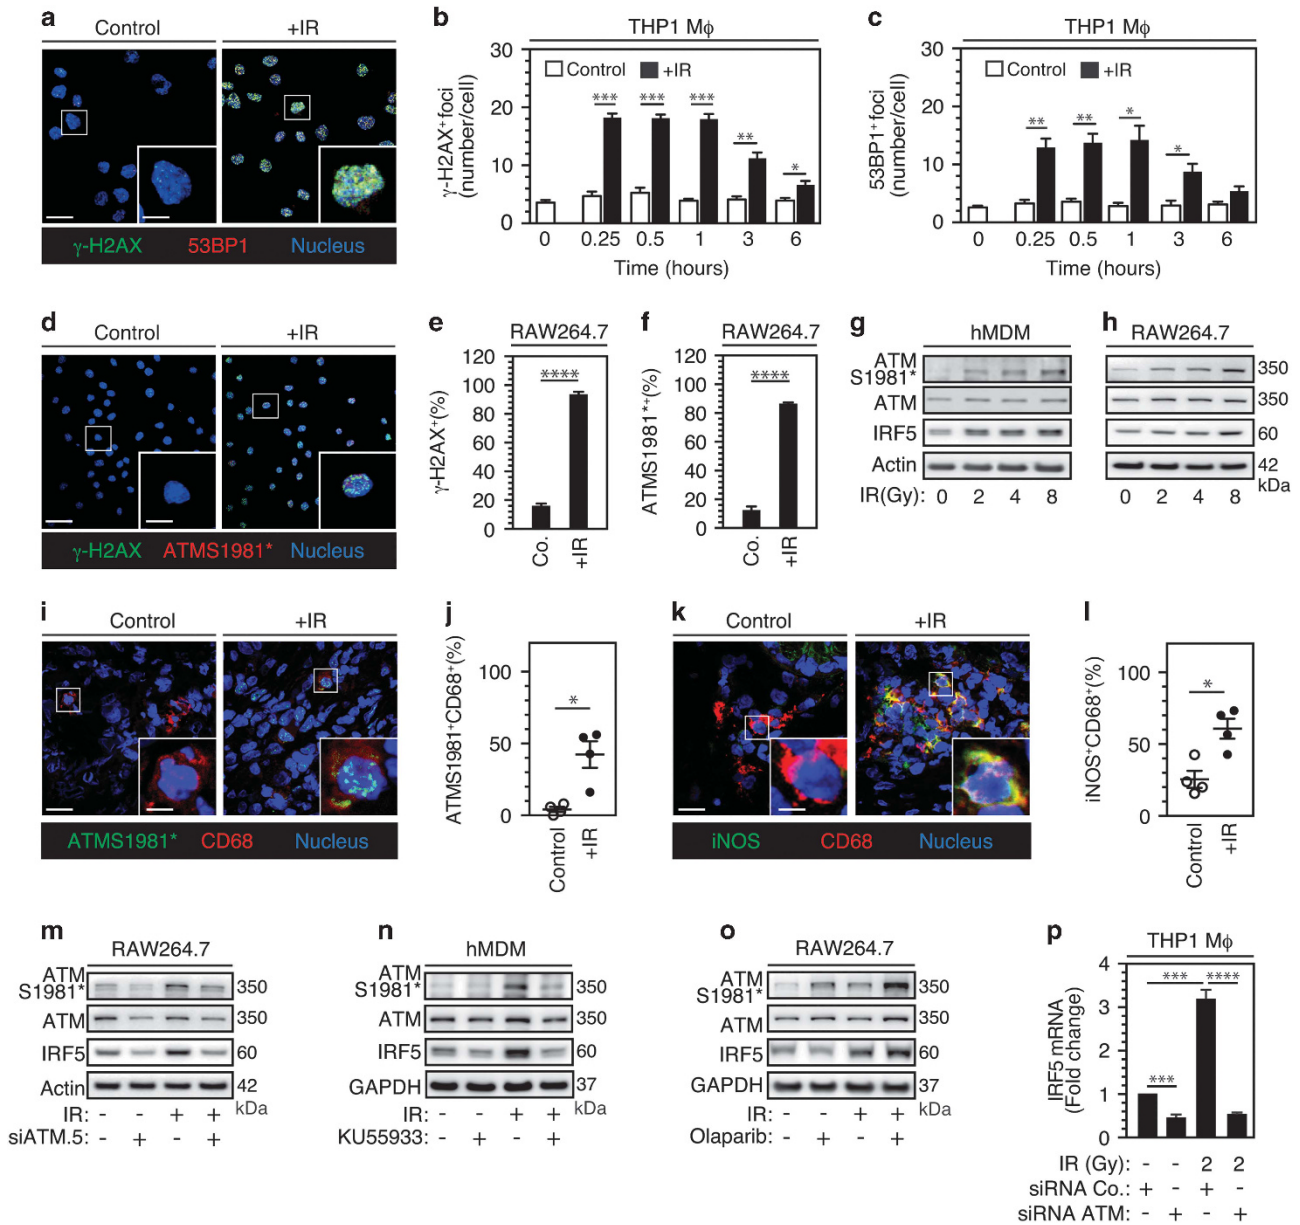 a
Control
+IR
γ-H2AX 53BP1 Nucleus
b
THP1 Mϕ
γ-H2AX⁺ foci
(number/cell)
30
20
10
0
Control +IR
*** *** *** ** *
0 0.25 0.5 1 3 6
Time (hours)
c
THP1 Mϕ
53BP1⁺ foci
(number/cell)
30
20
10
0
Control +IR
** ** * *
0 0.25 0.5 1 3 6
Time (hours)
d
Control
+IR
γ-H2AX ATMS1981* Nucleus
e
RAW264.7
γ-H2AX⁺(%)
120
100
80
60
40
20
0
****
Co. +IR
f
RAW264.7
ATMS1981*⁺(%)
120
100
80
60
40
20
0
****
Co. +IR
g
hMDM
ATM
S1981*
ATM
IRF5
Actin
IR(Gy): 0 2 4 8
h
RAW264.7
350
350
60
42
kDa
0 2 4 8
i
Control
+IR
ATMS1981* CD68 Nucleus
j
ATMS1981⁺CD68⁺(%)
100
50
0
*
Control +IR
k
Control
+IR
iNOS CD68 Nucleus
l
iNOS⁺CD68⁺(%)
100
50
0
*
Control +IR
m
RAW264.7
ATM
S1981* 350
ATM 350
IRF5 60
Actin 42
kDa
IR: - - + +
siATM.5: - + - +
n
hMDM
ATM
S1981* 350
ATM 350
IRF5 60
GAPDH 37
kDa
IR: - - + +
KU55933: - + - +
o
RAW264.7
ATM
S1981* 350
ATM 350
IRF5 60
GAPDH 37
kDa
IR: - - + +
Olaparib: - + - +
p
THP1 Mϕ
IRF5 mRNA
(Fold change)
4
3
2
1
0
*** ****
***
IR (Gy): - - 2 2
siRNA Co.: + - + -
siRNA ATM: - + - +